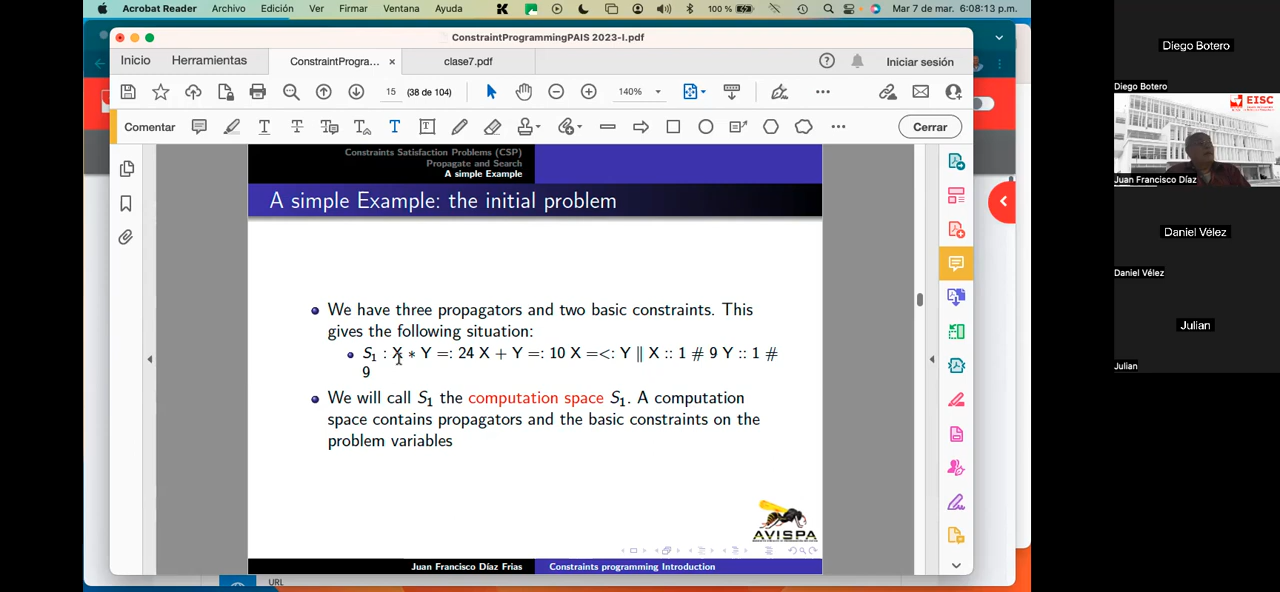 Acrobat Reader Archivo Edición Ver Firmar Ventana Ayuda 100 % Mar 7 de mar. 6:08:13 p.m.
ConstraintProgrammingPAIS 2023-I.pdf
Inicio Herramientas ConstraintProgra... × clase7.pdf Iniciar sesión
15 (38 de 104) 140%
Comentar Cerrar
Constraints Satisfaction Problems (CSP)
Propagate and Search
A simple Example
A simple Example: the initial problem
We have three propagators and two basic constraints. This
gives the following situation:
S1 : X ∗ Y =: 24 X + Y =: 10 X =<: Y ∥ X :: 1 # 9 Y :: 1 #
9
We will call S1 the computation space S1. A computation
space contains propagators and the basic constraints on the
problem variables
AVISPA
Juan Francisco Díaz Frias Constraints programming Introduction
URL
Diego Botero
Diego Botero
EISC
Juan Francisco Díaz
Daniel Vélez
Daniel Vélez
Julian
Julian